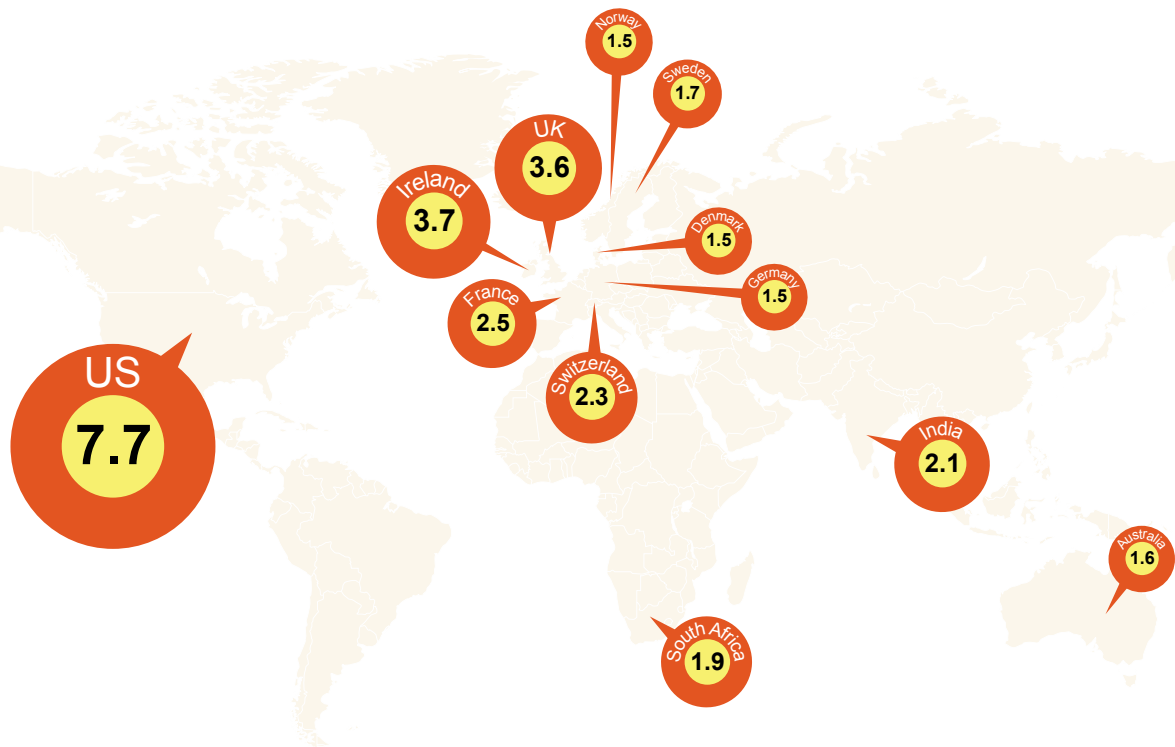 Norway
1.5
Sweden
1.7
UK
3.6
Ireland
3.7
Denmark
1.5
Germany
1.5
France
2.5
US
7.7
Switzerland
2.3
India
2.1
Australia
1.6
South Africa
1.9